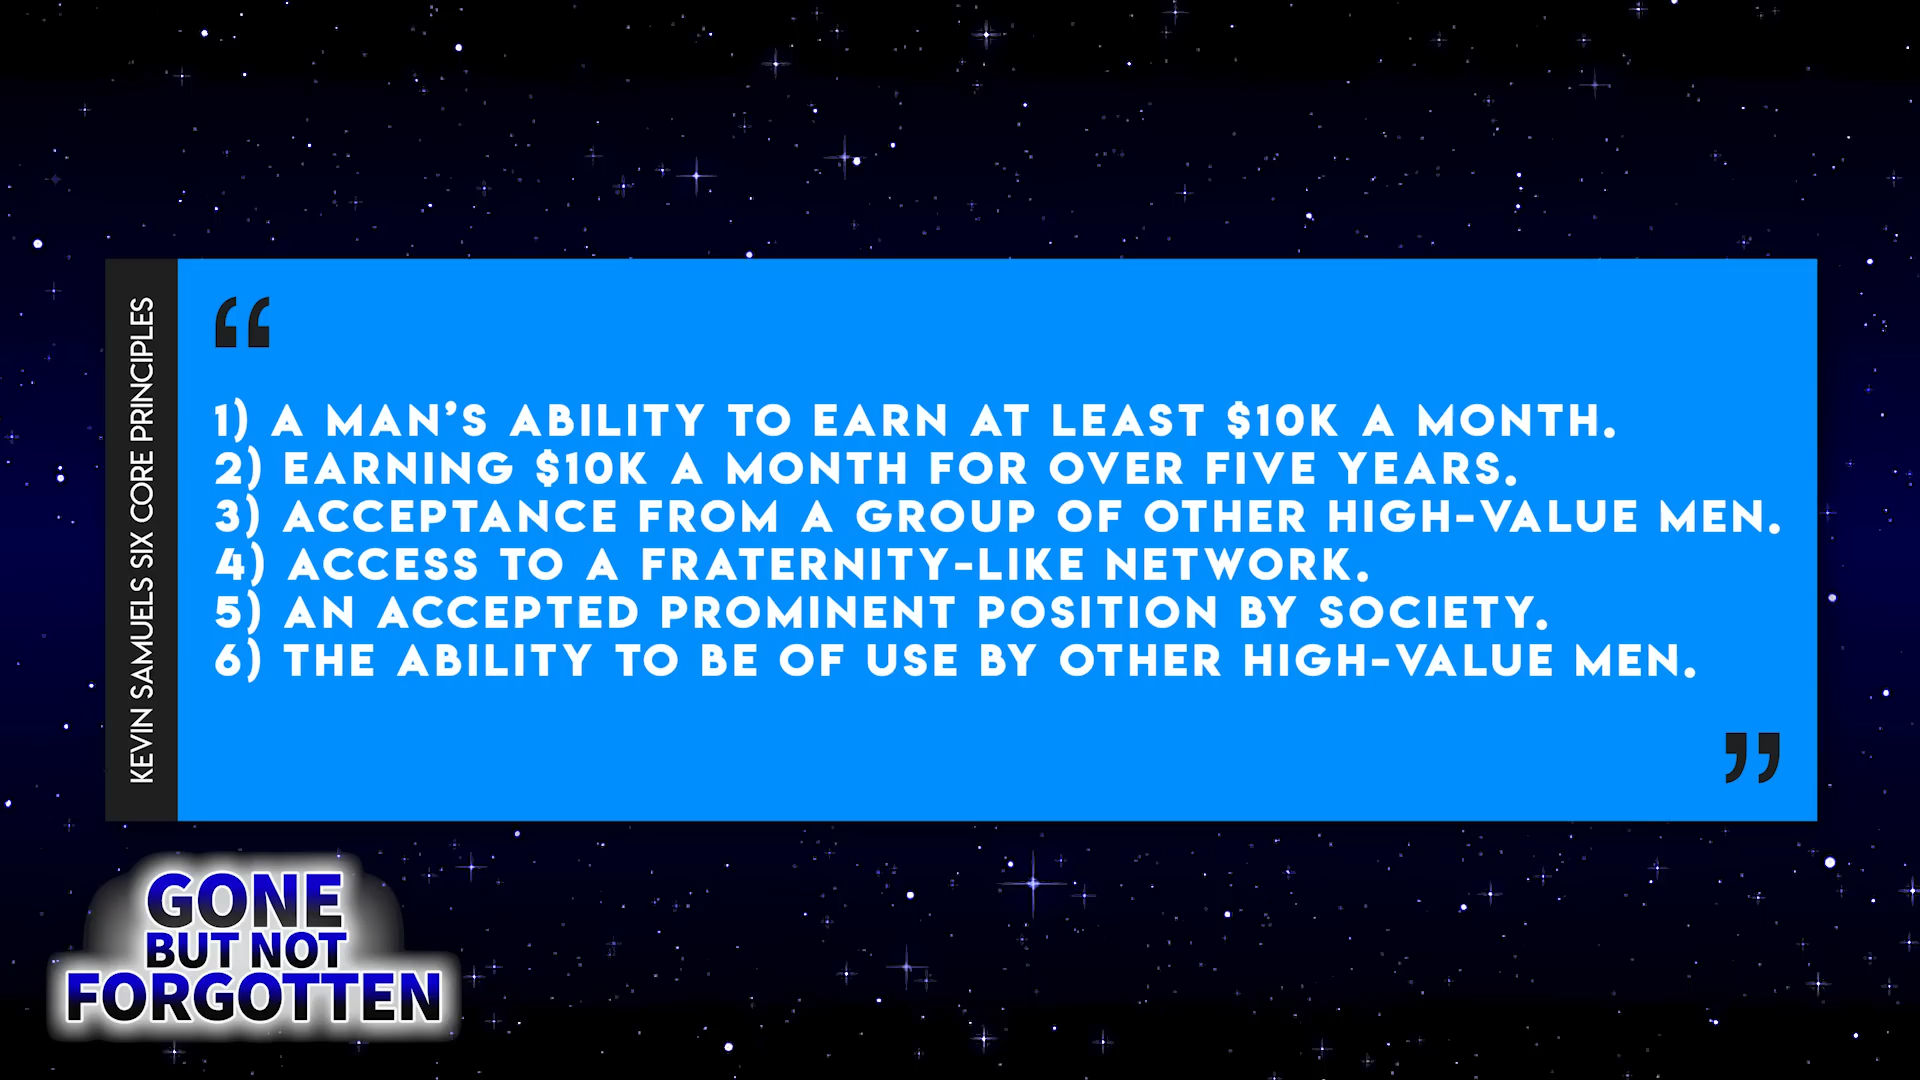 KEVIN SAMUELS SIX CORE PRINCIPLES
“
1) A MAN’S ABILITY TO EARN AT LEAST $10K A MONTH.
2) EARNING $10K A MONTH FOR OVER FIVE YEARS.
3) ACCEPTANCE FROM A GROUP OF OTHER HIGH-VALUE MEN.
4) ACCESS TO A FRATERNITY-LIKE NETWORK.
5) AN ACCEPTED PROMINENT POSITION BY SOCIETY.
6) THE ABILITY TO BE OF USE BY OTHER HIGH-VALUE MEN.
”
GONE
BUT NOT
FORGOTTEN